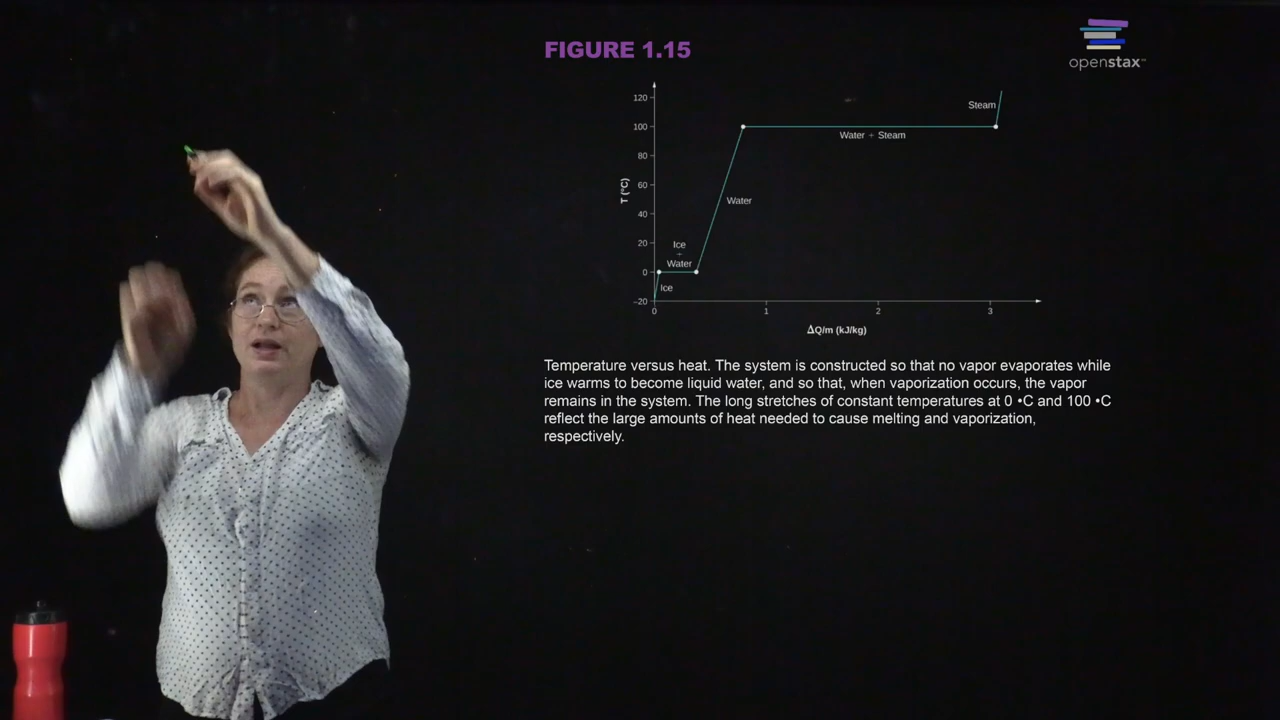 FIGURE 1.15
openstax™
120
100
80
60
40
20
0
–20
T (°C)
Steam
Water + Steam
Water
Ice
+
Water
Ice
0 1 2 3
ΔQ/m (kJ/kg)
Temperature versus heat. The system is constructed so that no vapor evaporates while
ice warms to become liquid water, and so that, when vaporization occurs, the vapor
remains in the system. The long stretches of constant temperatures at 0 •C and 100 •C
reflect the large amounts of heat needed to cause melting and vaporization,
respectively.